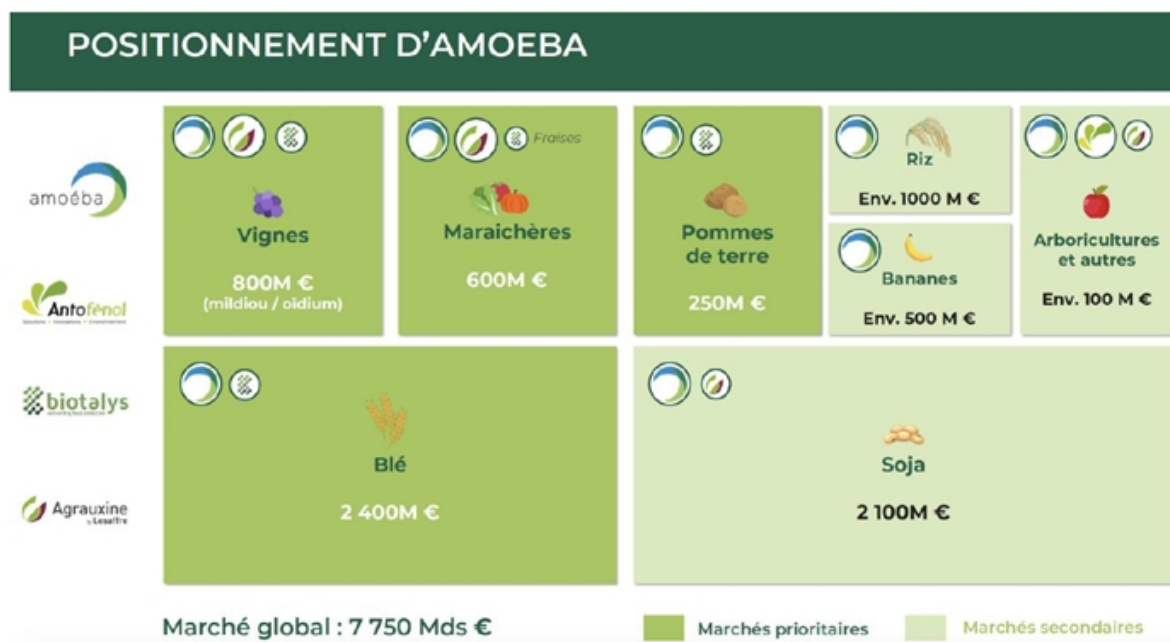 POSITIONNEMENT D'AMOEBA
amoéba
Antofénol
biotalys
Agrauxine
by Lesaffre
Vignes
800M €
(mildiou / oïdium)
Fraises
Maraichères
600M €
Pommes
de terre
250M €
Riz
Env. 1000 M €
Bananes
Env. 500 M €
Arboricultures
et autres
Env. 100 M €
Blé
2 400M €
Soja
2 100M €
Marché global : 7 750 Mds €
Marchés prioritaires
Marchés secondaires